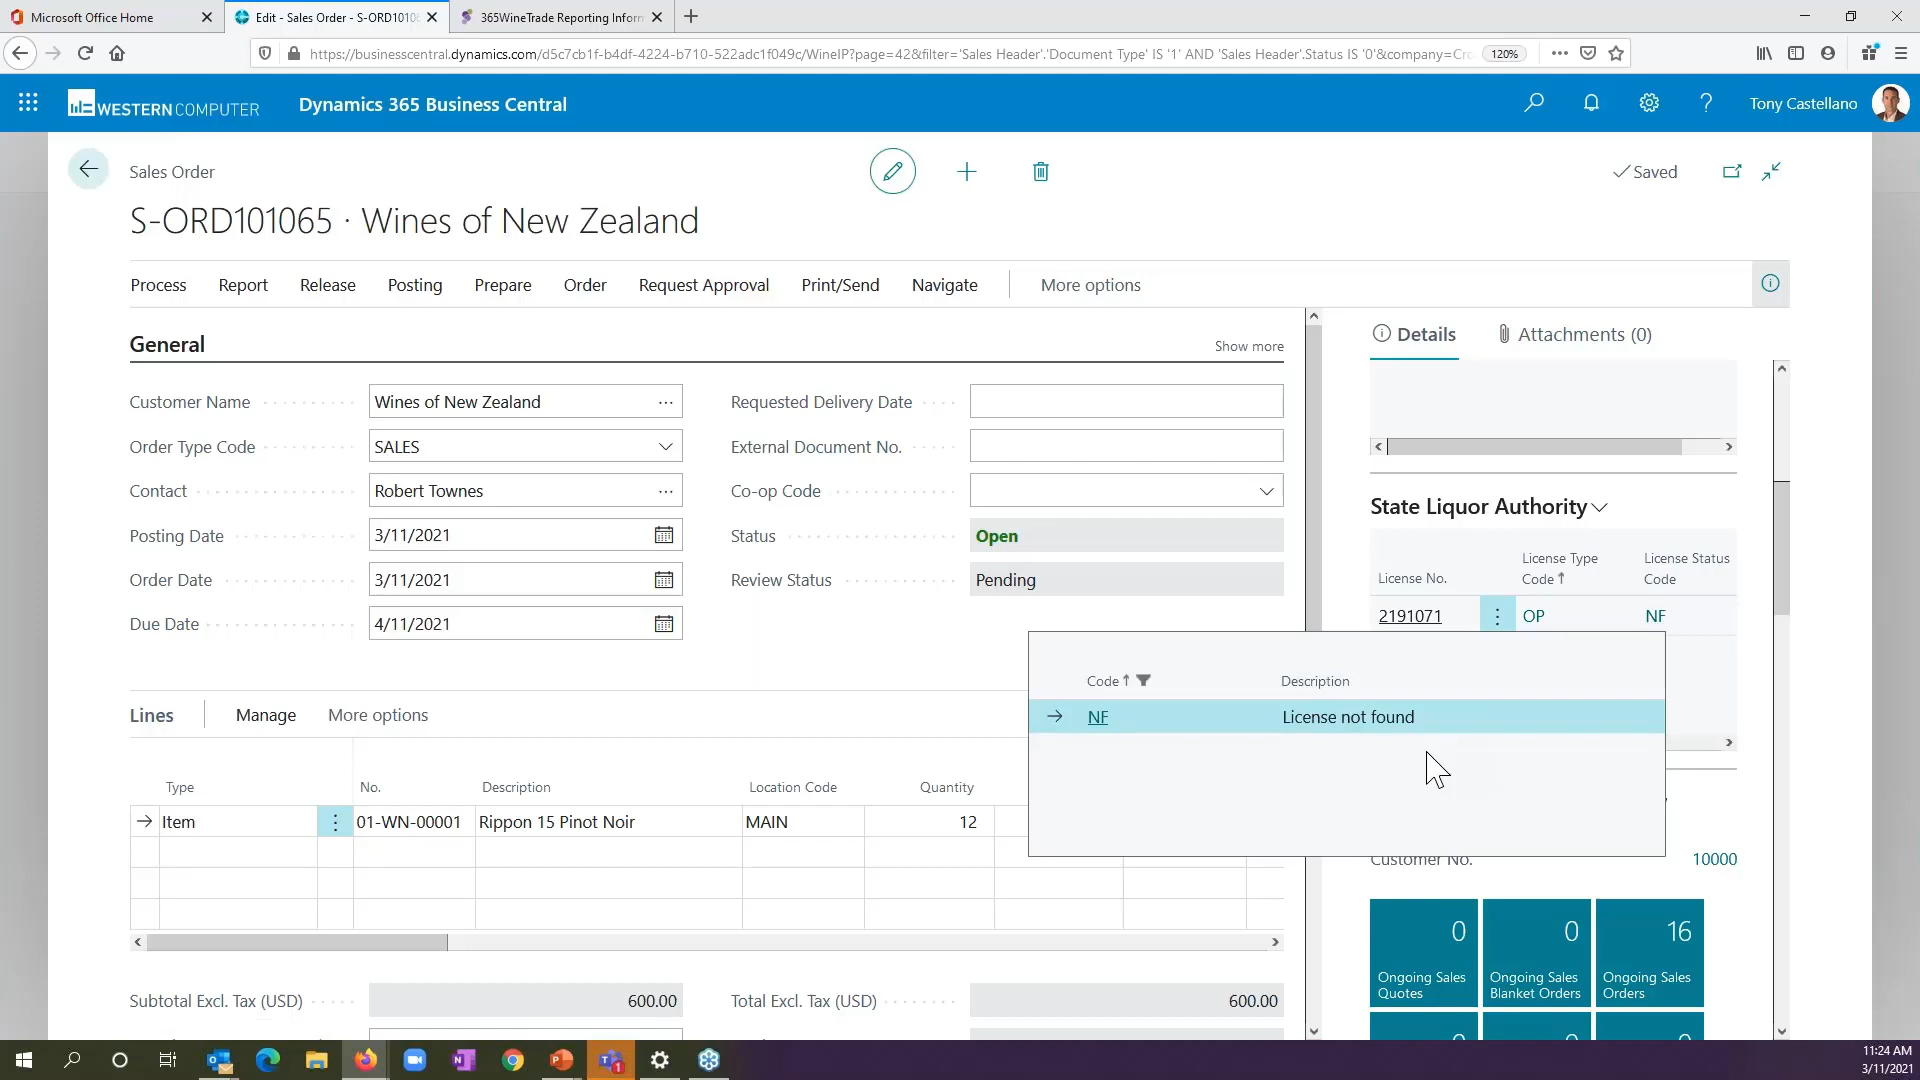 Microsoft Office Home
Edit - Sales Order - S-ORD10106
365WineTrade Reporting Inform
https://businesscentral.dynamics.com/d5c7cb1f-b4df-4224-b710-522adc1f049c/WineIP?page=42&filter='Sales Header'.'Document Type' IS '1' AND 'Sales Header'.Status IS '0'&company=Cro
120%
WESTERNCOMPUTER
Dynamics 365 Business Central
Tony Castellano
Sales Order
Saved
S-ORD101065 · Wines of New Zealand
Process Report Release Posting Prepare Order Request Approval Print/Send Navigate More options
General
Show more
Customer Name Wines of New Zealand
Order Type Code SALES
Contact Robert Townes
Posting Date 3/11/2021
Order Date 3/11/2021
Due Date 4/11/2021
Requested Delivery Date
External Document No.
Co-op Code
Status Open
Review Status Pending
Details Attachments (0)
State Liquor Authority
License No. License Type Code License Status Code
2191071 OP NF
Code Description
NF License not found
Lines Manage More options
Type No. Description Location Code Quantity
Item 01-WN-00001 Rippon 15 Pinot Noir MAIN 12
Customer No. 10000
0 0 16
Ongoing Sales Quotes
Ongoing Sales Blanket Orders
Ongoing Sales Orders
Subtotal Excl. Tax (USD) 600.00
Total Excl. Tax (USD) 600.00
11:24 AM
3/11/2021